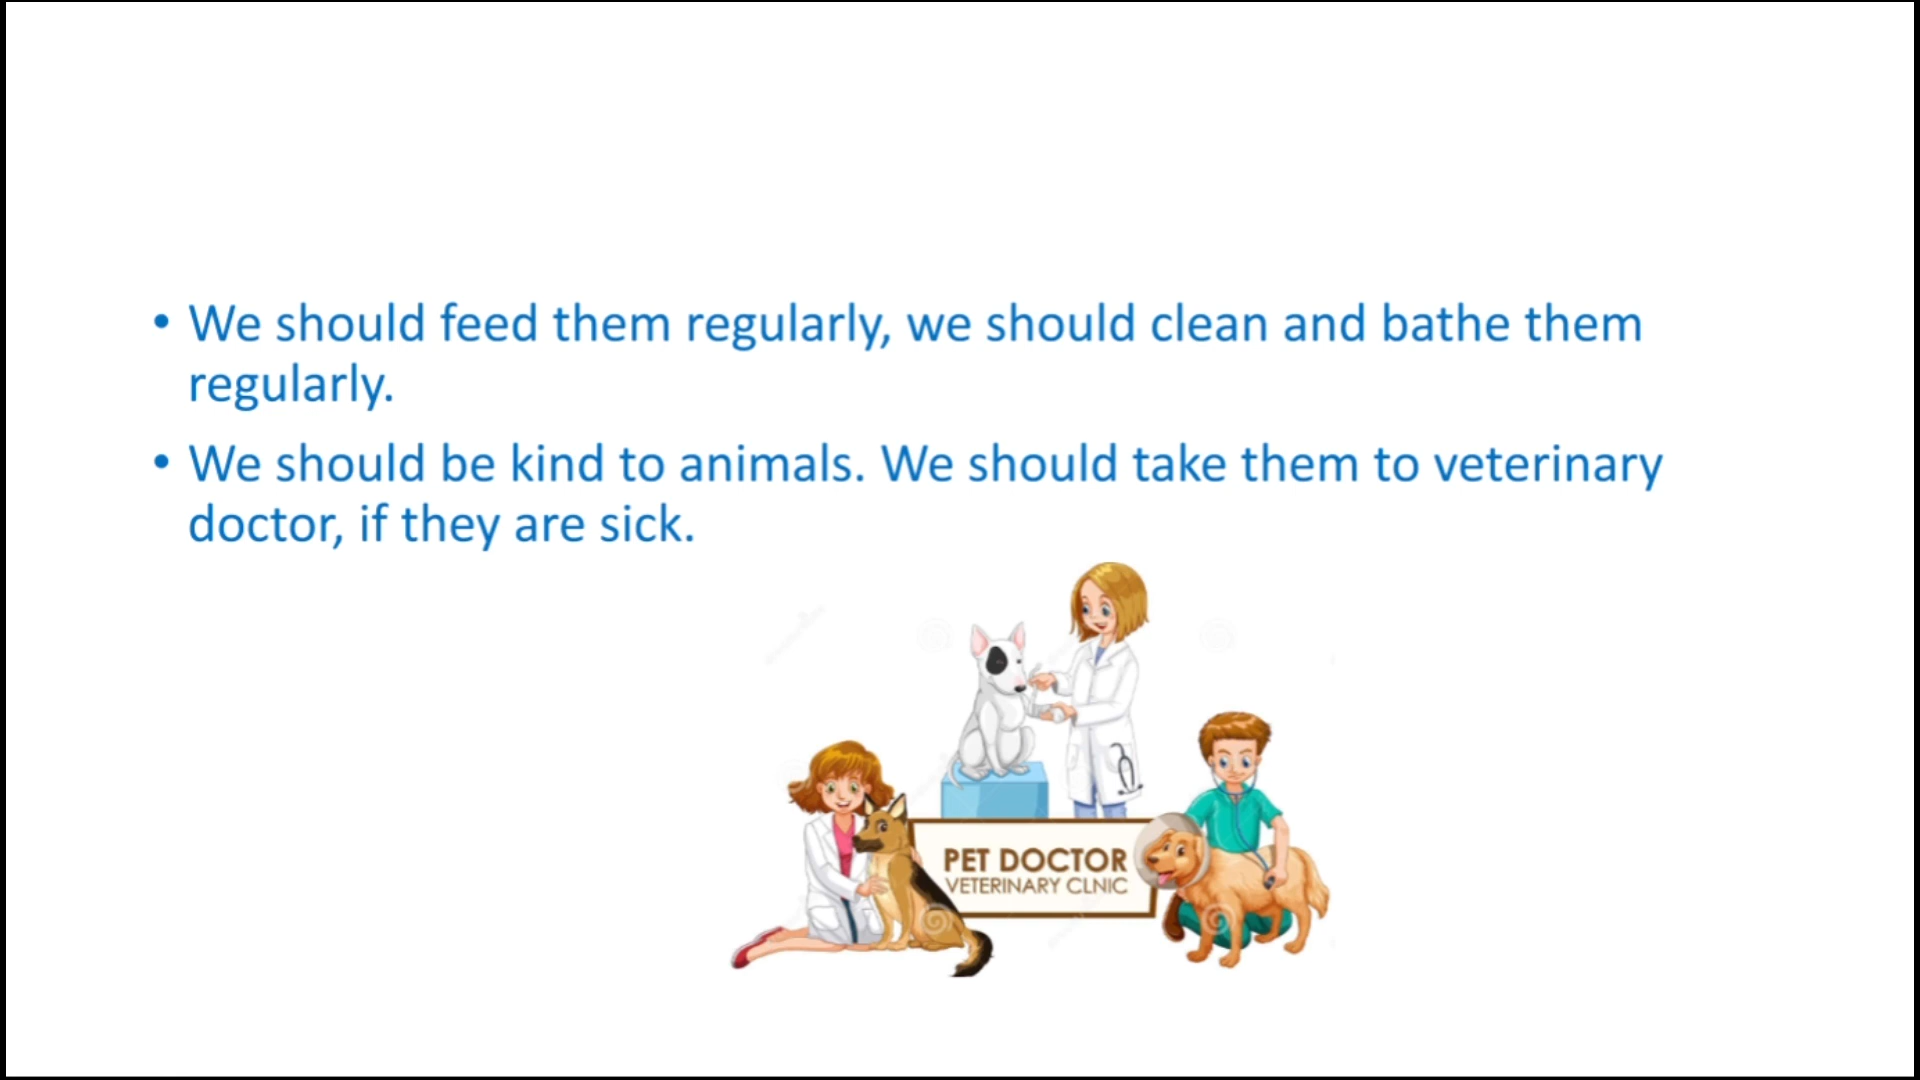 • We should feed them regularly, we should clean and bathe them
regularly.
• We should be kind to animals. We should take them to veterinary
doctor, if they are sick.
PET DOCTOR
VETERINARY CLNIC